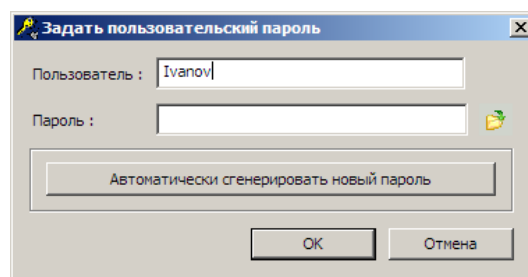 Задать пользовательский пароль
Пользователь : Ivanov
Пароль :
Автоматически сгенерировать новый пароль
OK Отмена